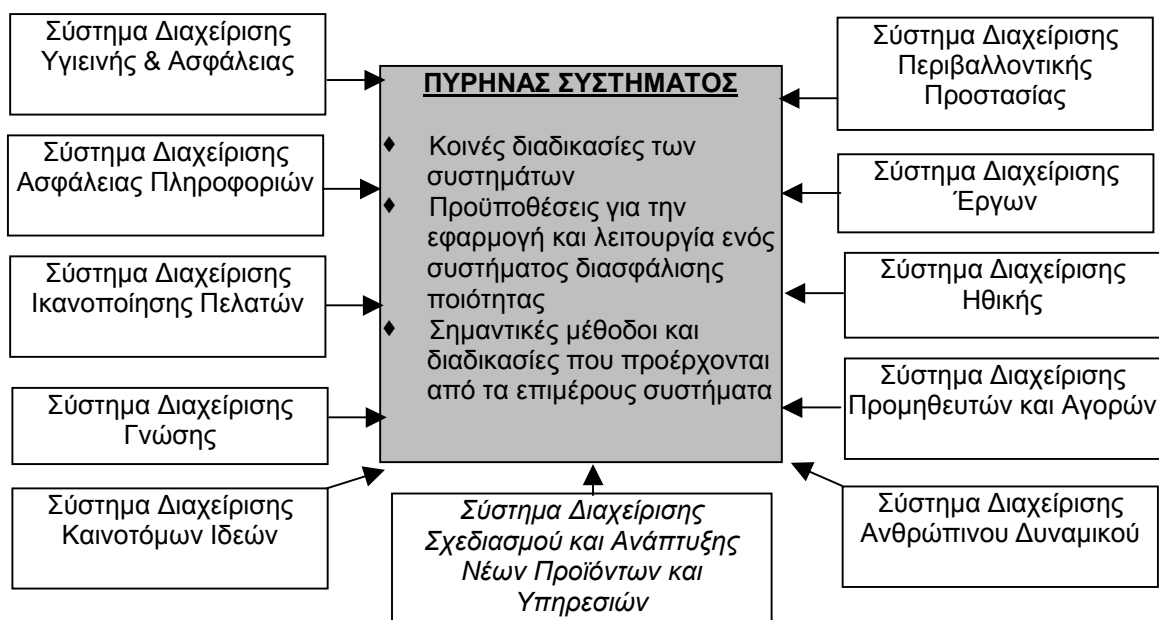 Σύστημα Διαχείρισης
Υγιεινής & Ασφάλειας
Σύστημα Διαχείρισης
Ασφάλειας Πληροφοριών
Σύστημα Διαχείρισης
Ικανοποίησης Πελατών
Σύστημα Διαχείρισης
Γνώσης
Σύστημα Διαχείρισης
Καινοτόμων Ιδεών
ΠΥΡΗΝΑΣ ΣΥΣΤΗΜΑΤΟΣ
♦ Κοινές διαδικασίες των
συστημάτων
♦ Προϋποθέσεις για την
εφαρμογή και λειτουργία ενός
συστήματος διασφάλισης
ποιότητας
♦ Σημαντικές μέθοδοι και
διαδικασίες που προέρχονται
από τα επιμέρους συστήματα
Σύστημα Διαχείρισης
Σχεδιασμού και Ανάπτυξης
Νέων Προϊόντων και
Υπηρεσιών
Σύστημα Διαχείρισης
Περιβαλλοντικής
Προστασίας
Σύστημα Διαχείρισης
Έργων
Σύστημα Διαχείρισης
Ηθικής
Σύστημα Διαχείρισης
Προμηθευτών και Αγορών
Σύστημα Διαχείρισης
Ανθρώπινου Δυναμικού